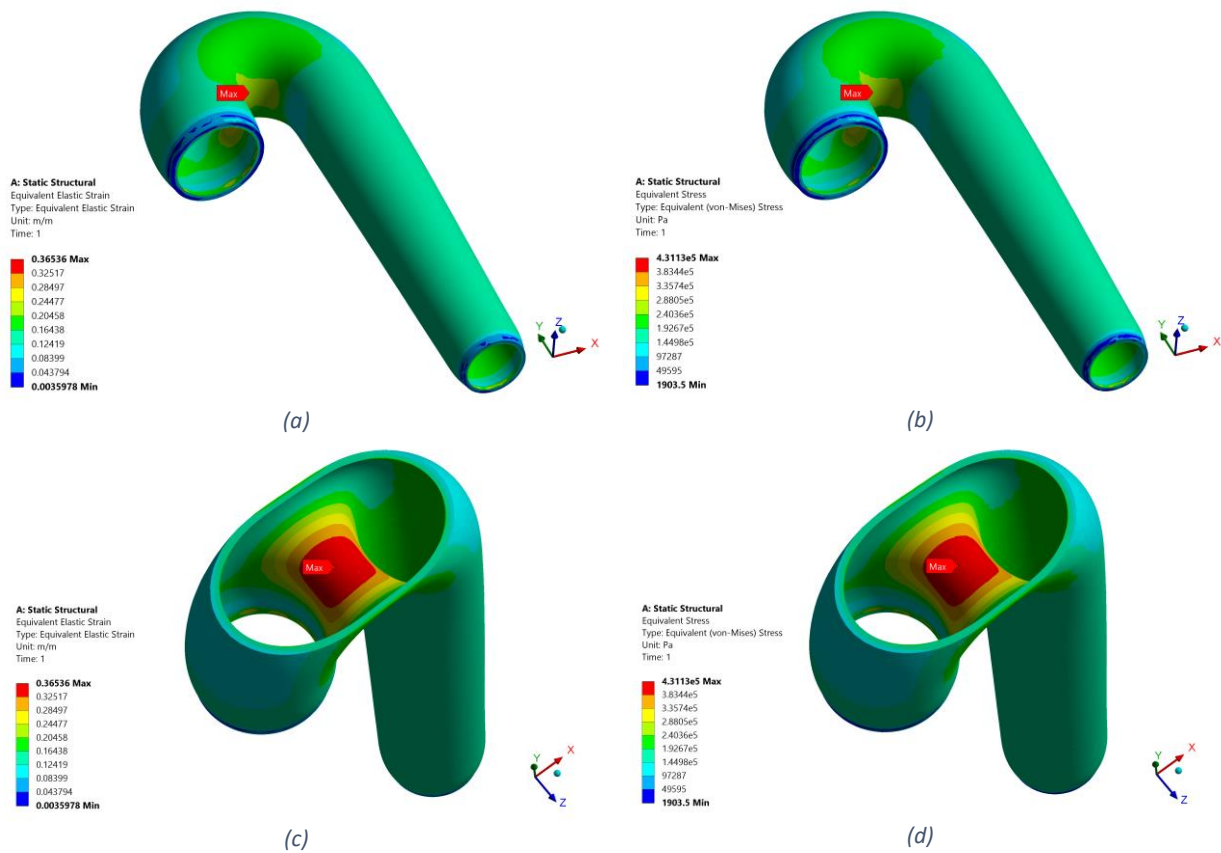 Max
A: Static Structural
Equivalent Elastic Strain
Type: Equivalent Elastic Strain
Unit: m/m
Time: 1
0.36536 Max
0.32517
0.28497
0.24477
0.20458
0.16438
0.12419
0.08399
0.043794
0.0035978 Min
Y
Z
X
(a)
Max
A: Static Structural
Equivalent Stress
Type: Equivalent (von-Mises) Stress
Unit: Pa
Time: 1
4.3113e5 Max
3.8344e5
3.3574e5
2.8805e5
2.4036e5
1.9267e5
1.4498e5
97287
49595
1903.5 Min
Y
Z
X
(b)
Max
A: Static Structural
Equivalent Elastic Strain
Type: Equivalent Elastic Strain
Unit: m/m
Time: 1
0.36536 Max
0.32517
0.28497
0.24477
0.20458
0.16438
0.12419
0.08399
0.043794
0.0035978 Min
Y
X
Z
(c)
Max
A: Static Structural
Equivalent Stress
Type: Equivalent (von-Mises) Stress
Unit: Pa
Time: 1
4.3113e5 Max
3.8344e5
3.3574e5
2.8805e5
2.4036e5
1.9267e5
1.4498e5
97287
49595
1903.5 Min
Y
X
Z
(d)